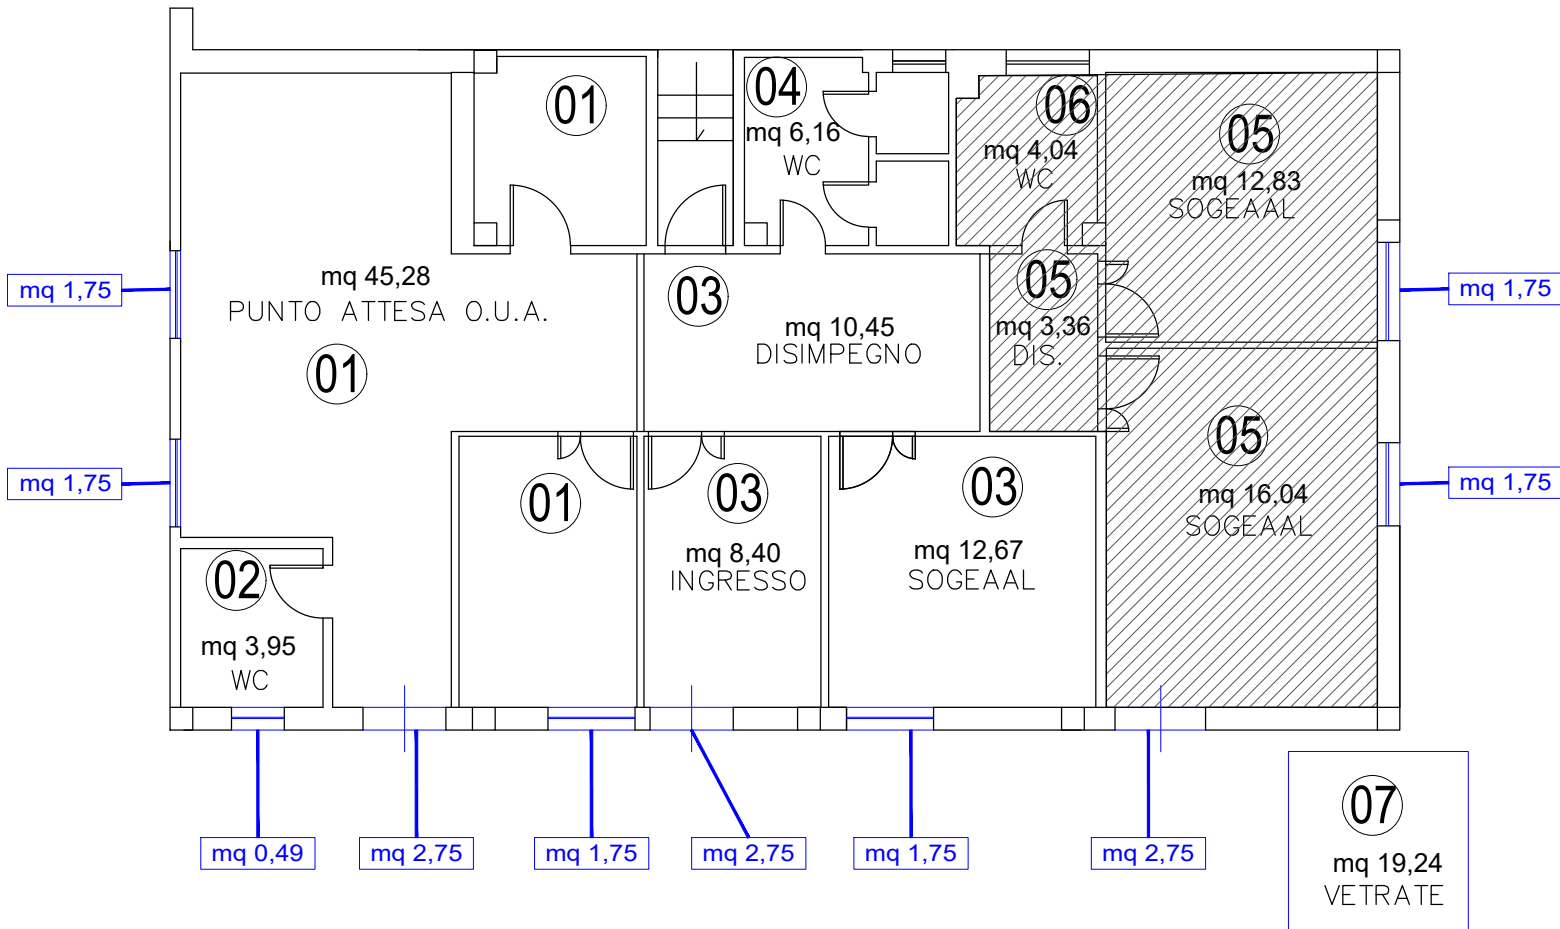 01
04
mq 6,16
WC
06
mq 4,04
WC
05
mq 12,83
SOGEAAL
mq 1,75
mq 45,28
PUNTO ATTESA O.U.A.
01
03
mq 10,45
DISIMPEGNO
05
mq 3,36
DIS.
mq 1,75
mq 1,75
01
03
mq 8,40
INGRESSO
03
mq 12,67
SOGEAAL
05
mq 16,04
SOGEAAL
mq 1,75
02
mq 3,95
WC
mq 0,49
mq 2,75
mq 1,75
mq 2,75
mq 1,75
mq 2,75
07
mq 19,24
VETRATE